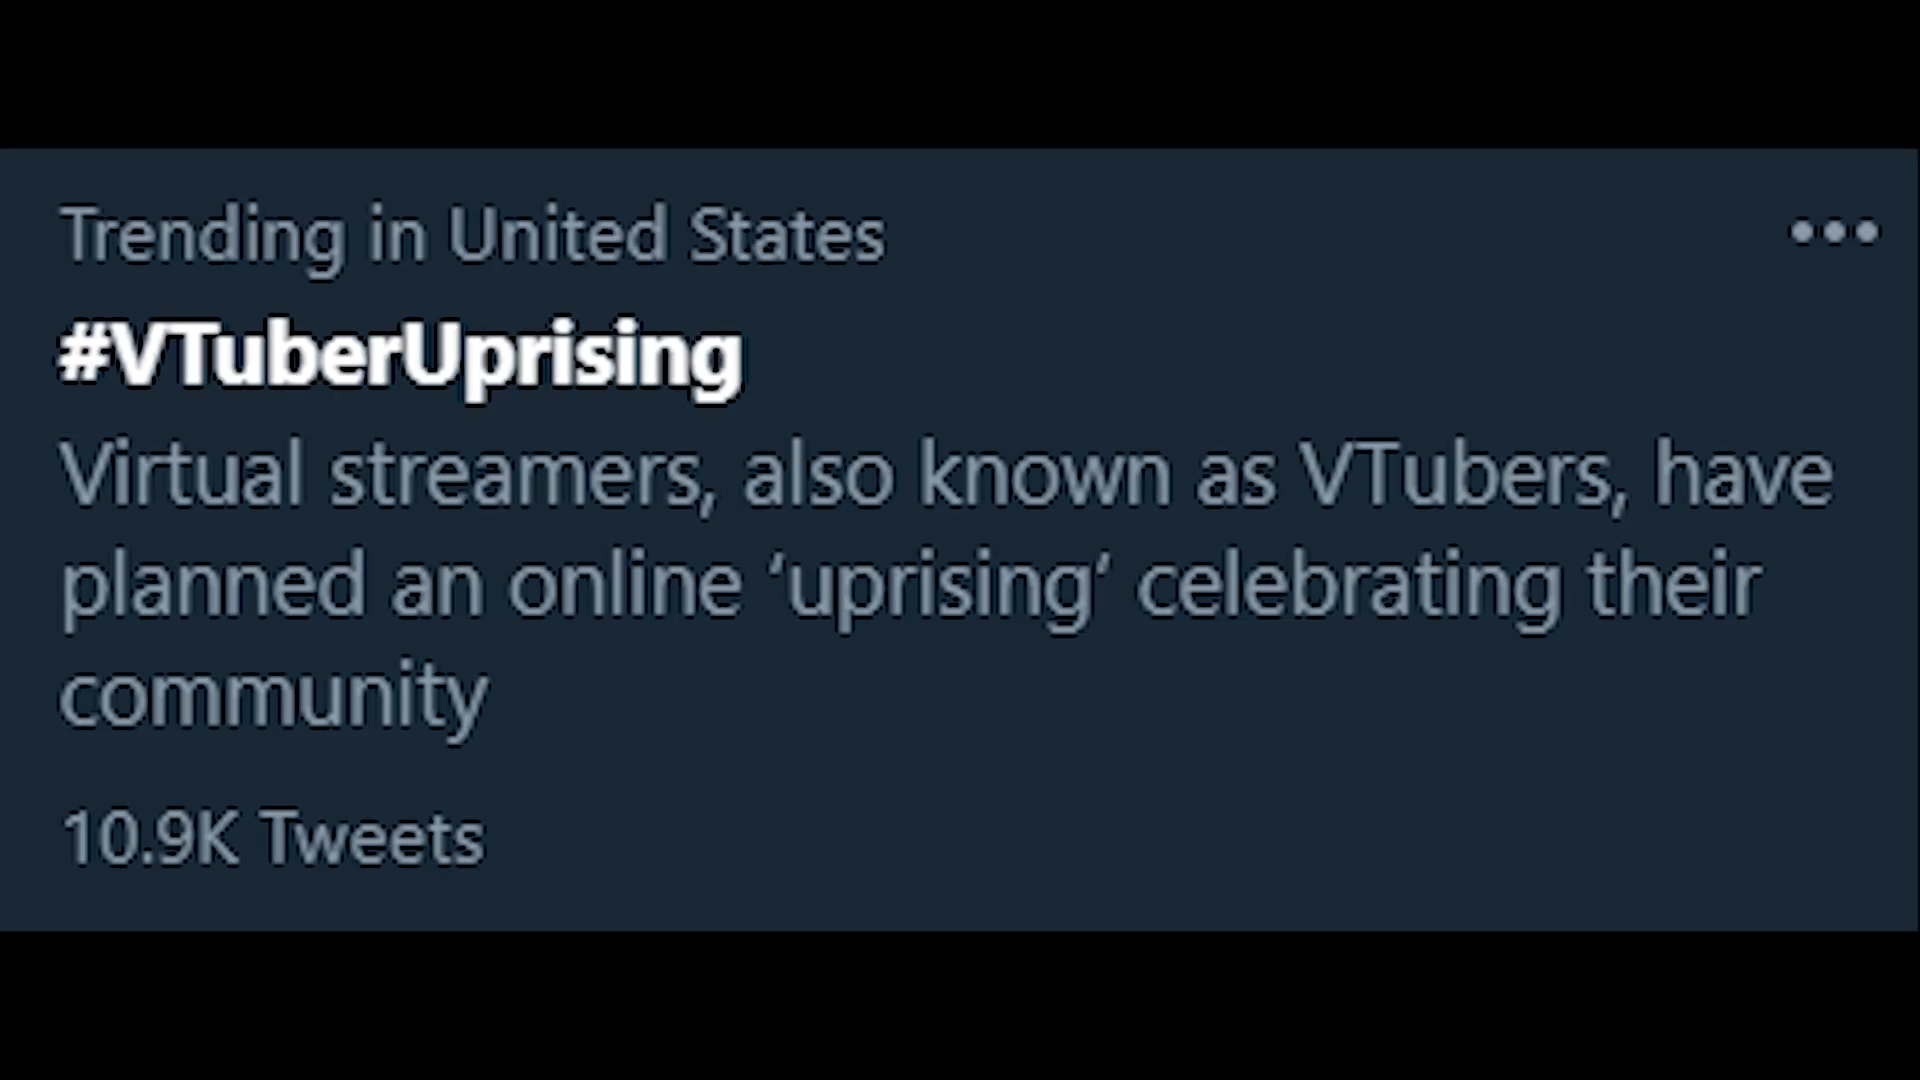 Trending in United States
#VTuberUprising
Virtual streamers, also known as VTubers, have
planned an online ‘uprising’ celebrating their
community
10.9K Tweets